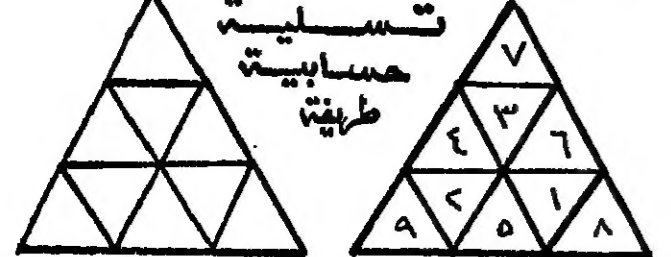 تسلية
حسابية
طريفة
٧
٤ ٣ ٦
٩ ٢ ٥ ١ ٨